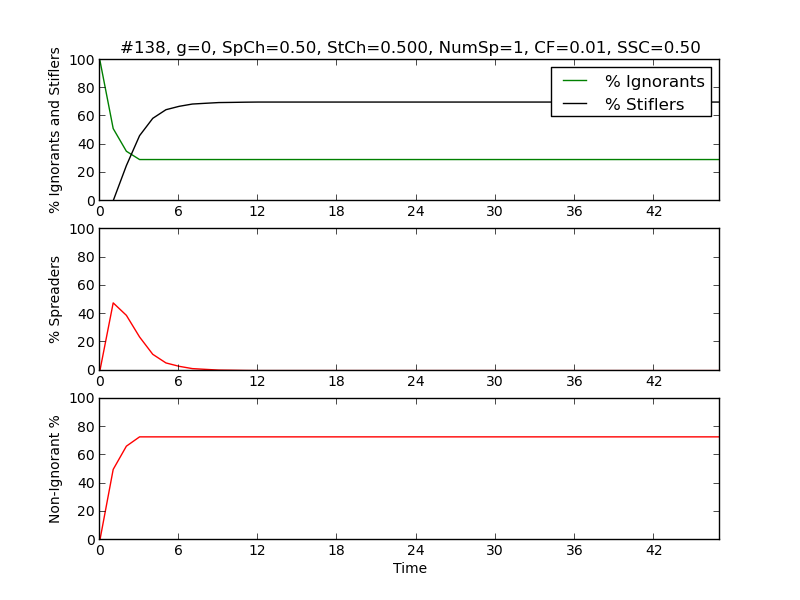 #138, g=0, SpCh=0.50, StCh=0.500, NumSp=1, CF=0.01, SSC=0.50
% Ignorants and Stiflers
100
80
60
40
20
0
% Ignorants
% Stiflers
0 6 12 18 24 30 36 42
% Spreaders
100
80
60
40
20
0
0 6 12 18 24 30 36 42
Non-Ignorant %
100
80
60
40
20
0
0 6 12 18 24 30 36 42
Time